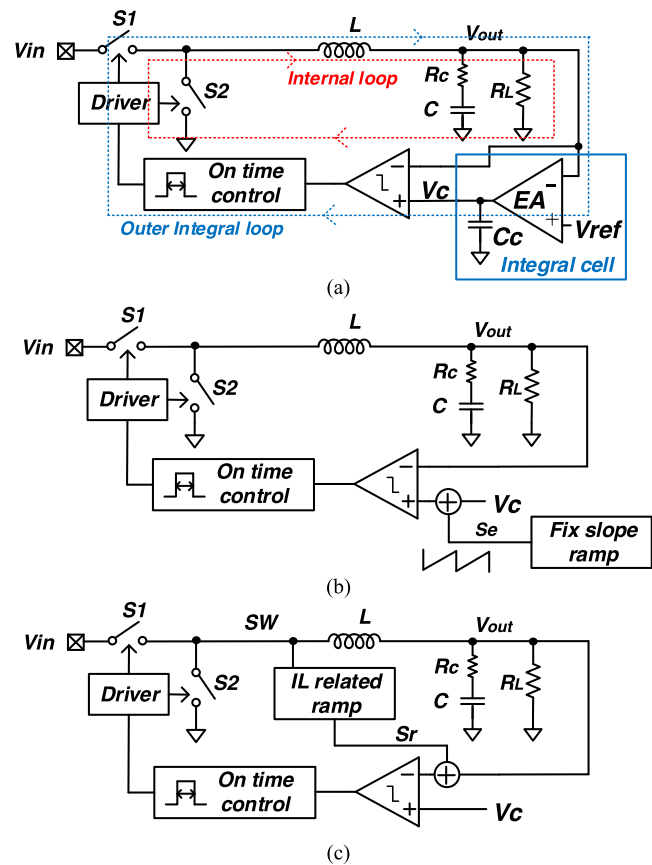 S1
L
Vin
Vout
Internal loop
Rc
Driver
S2
C
RL
On time
control
−
+
Vc
EA
−
+
Vref
Cc
Outer Integral loop
Integral cell
(a)
S1
L
Vin
Vout
Rc
Driver
S2
C
RL
On time
control
−
+
+
Vc
Se
Fix slope
ramp
(b)
S1
SW
L
Vin
Vout
Rc
Driver
S2
IL related
ramp
C
RL
Sr
On time
control
−
+
+
Vc
(c)